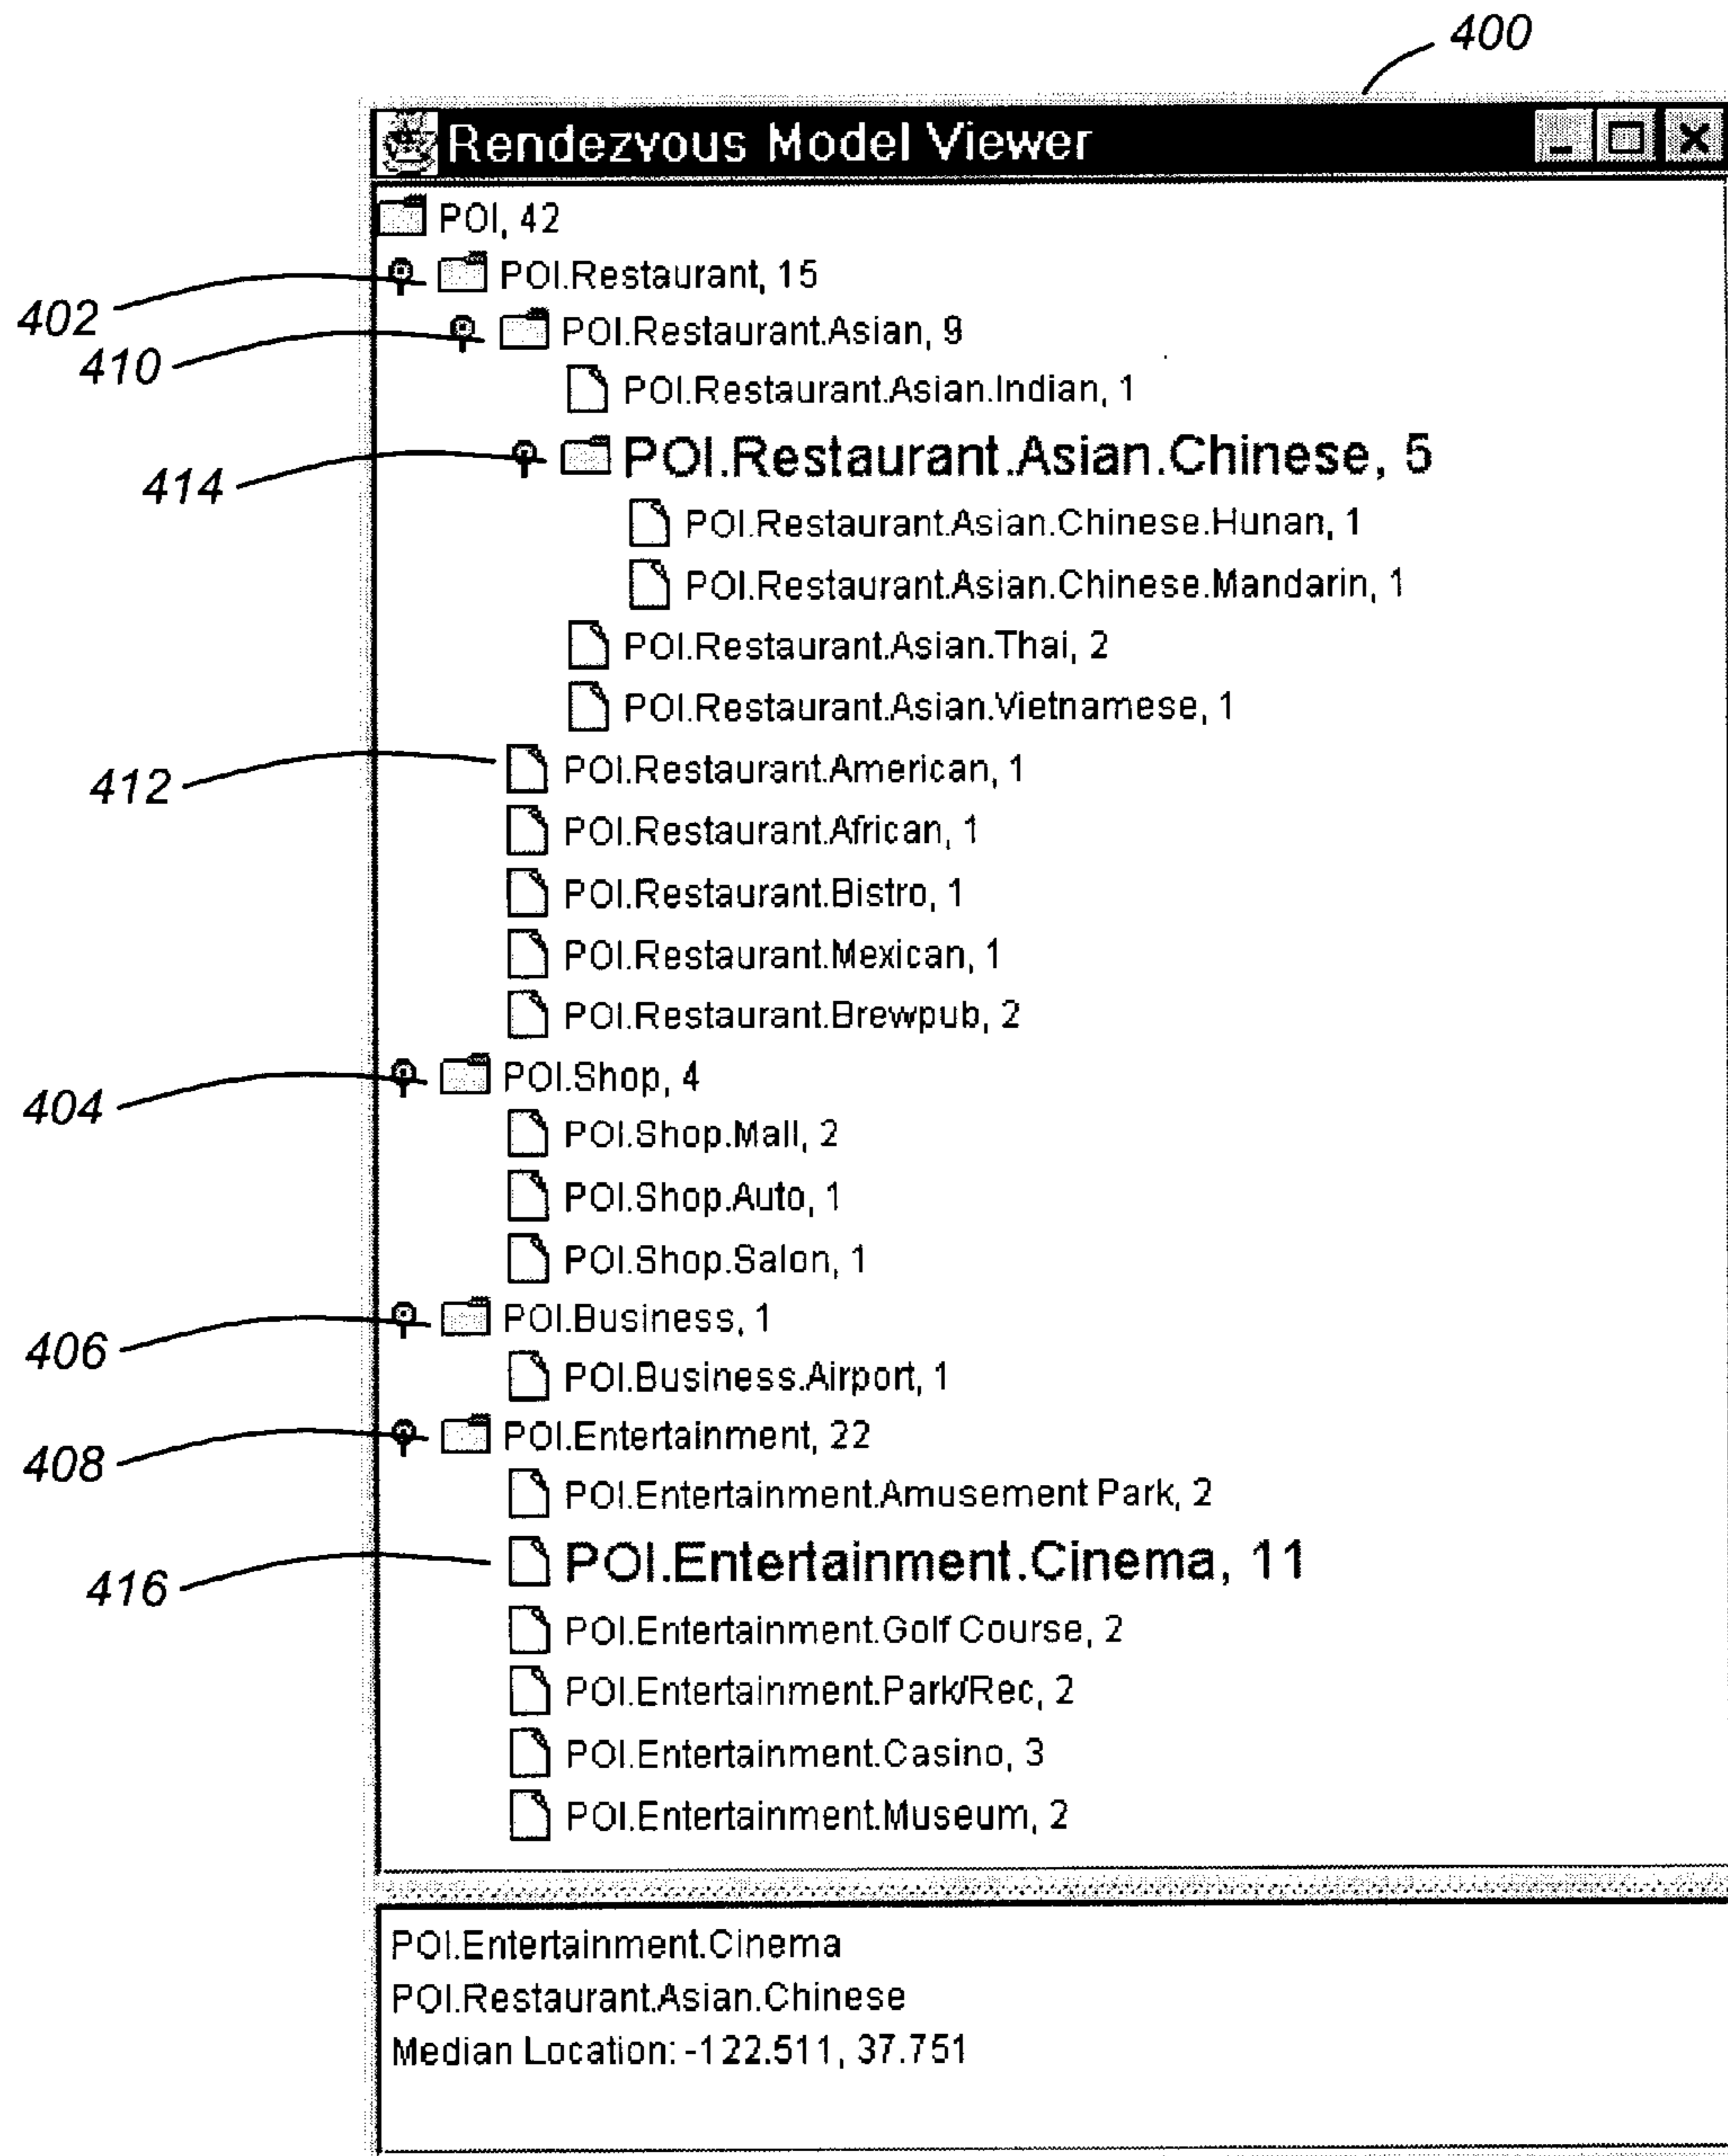 400
Rendezvous Model Viewer
POI, 42
402
POI.Restaurant, 15
410
POI.Restaurant.Asian, 9
POI.Restaurant.Asian.Indian, 1
414
POI.Restaurant.Asian.Chinese, 5
POI.Restaurant.Asian.Chinese.Hunan, 1
POI.Restaurant.Asian.Chinese.Mandarin, 1
POI.Restaurant.Asian.Thai, 2
POI.Restaurant.Asian.Vietnamese, 1
412
POI.Restaurant.American, 1
POI.Restaurant.African, 1
POI.Restaurant.Bistro, 1
POI.Restaurant.Mexican, 1
POI.Restaurant.Brewpub, 2
404
POI.Shop, 4
POI.Shop.Mall, 2
POI.Shop.Auto, 1
POI.Shop.Salon, 1
406
POI.Business, 1
POI.Business.Airport, 1
408
POI.Entertainment, 22
POI.Entertainment.Amusement Park, 2
416
POI.Entertainment.Cinema, 11
POI.Entertainment.Golf Course, 2
POI.Entertainment.Park/Rec, 2
POI.Entertainment.Casino, 3
POI.Entertainment.Museum, 2
POI.Entertainment.Cinema
POI.Restaurant.Asian.Chinese
Median Location: -122.511, 37.751